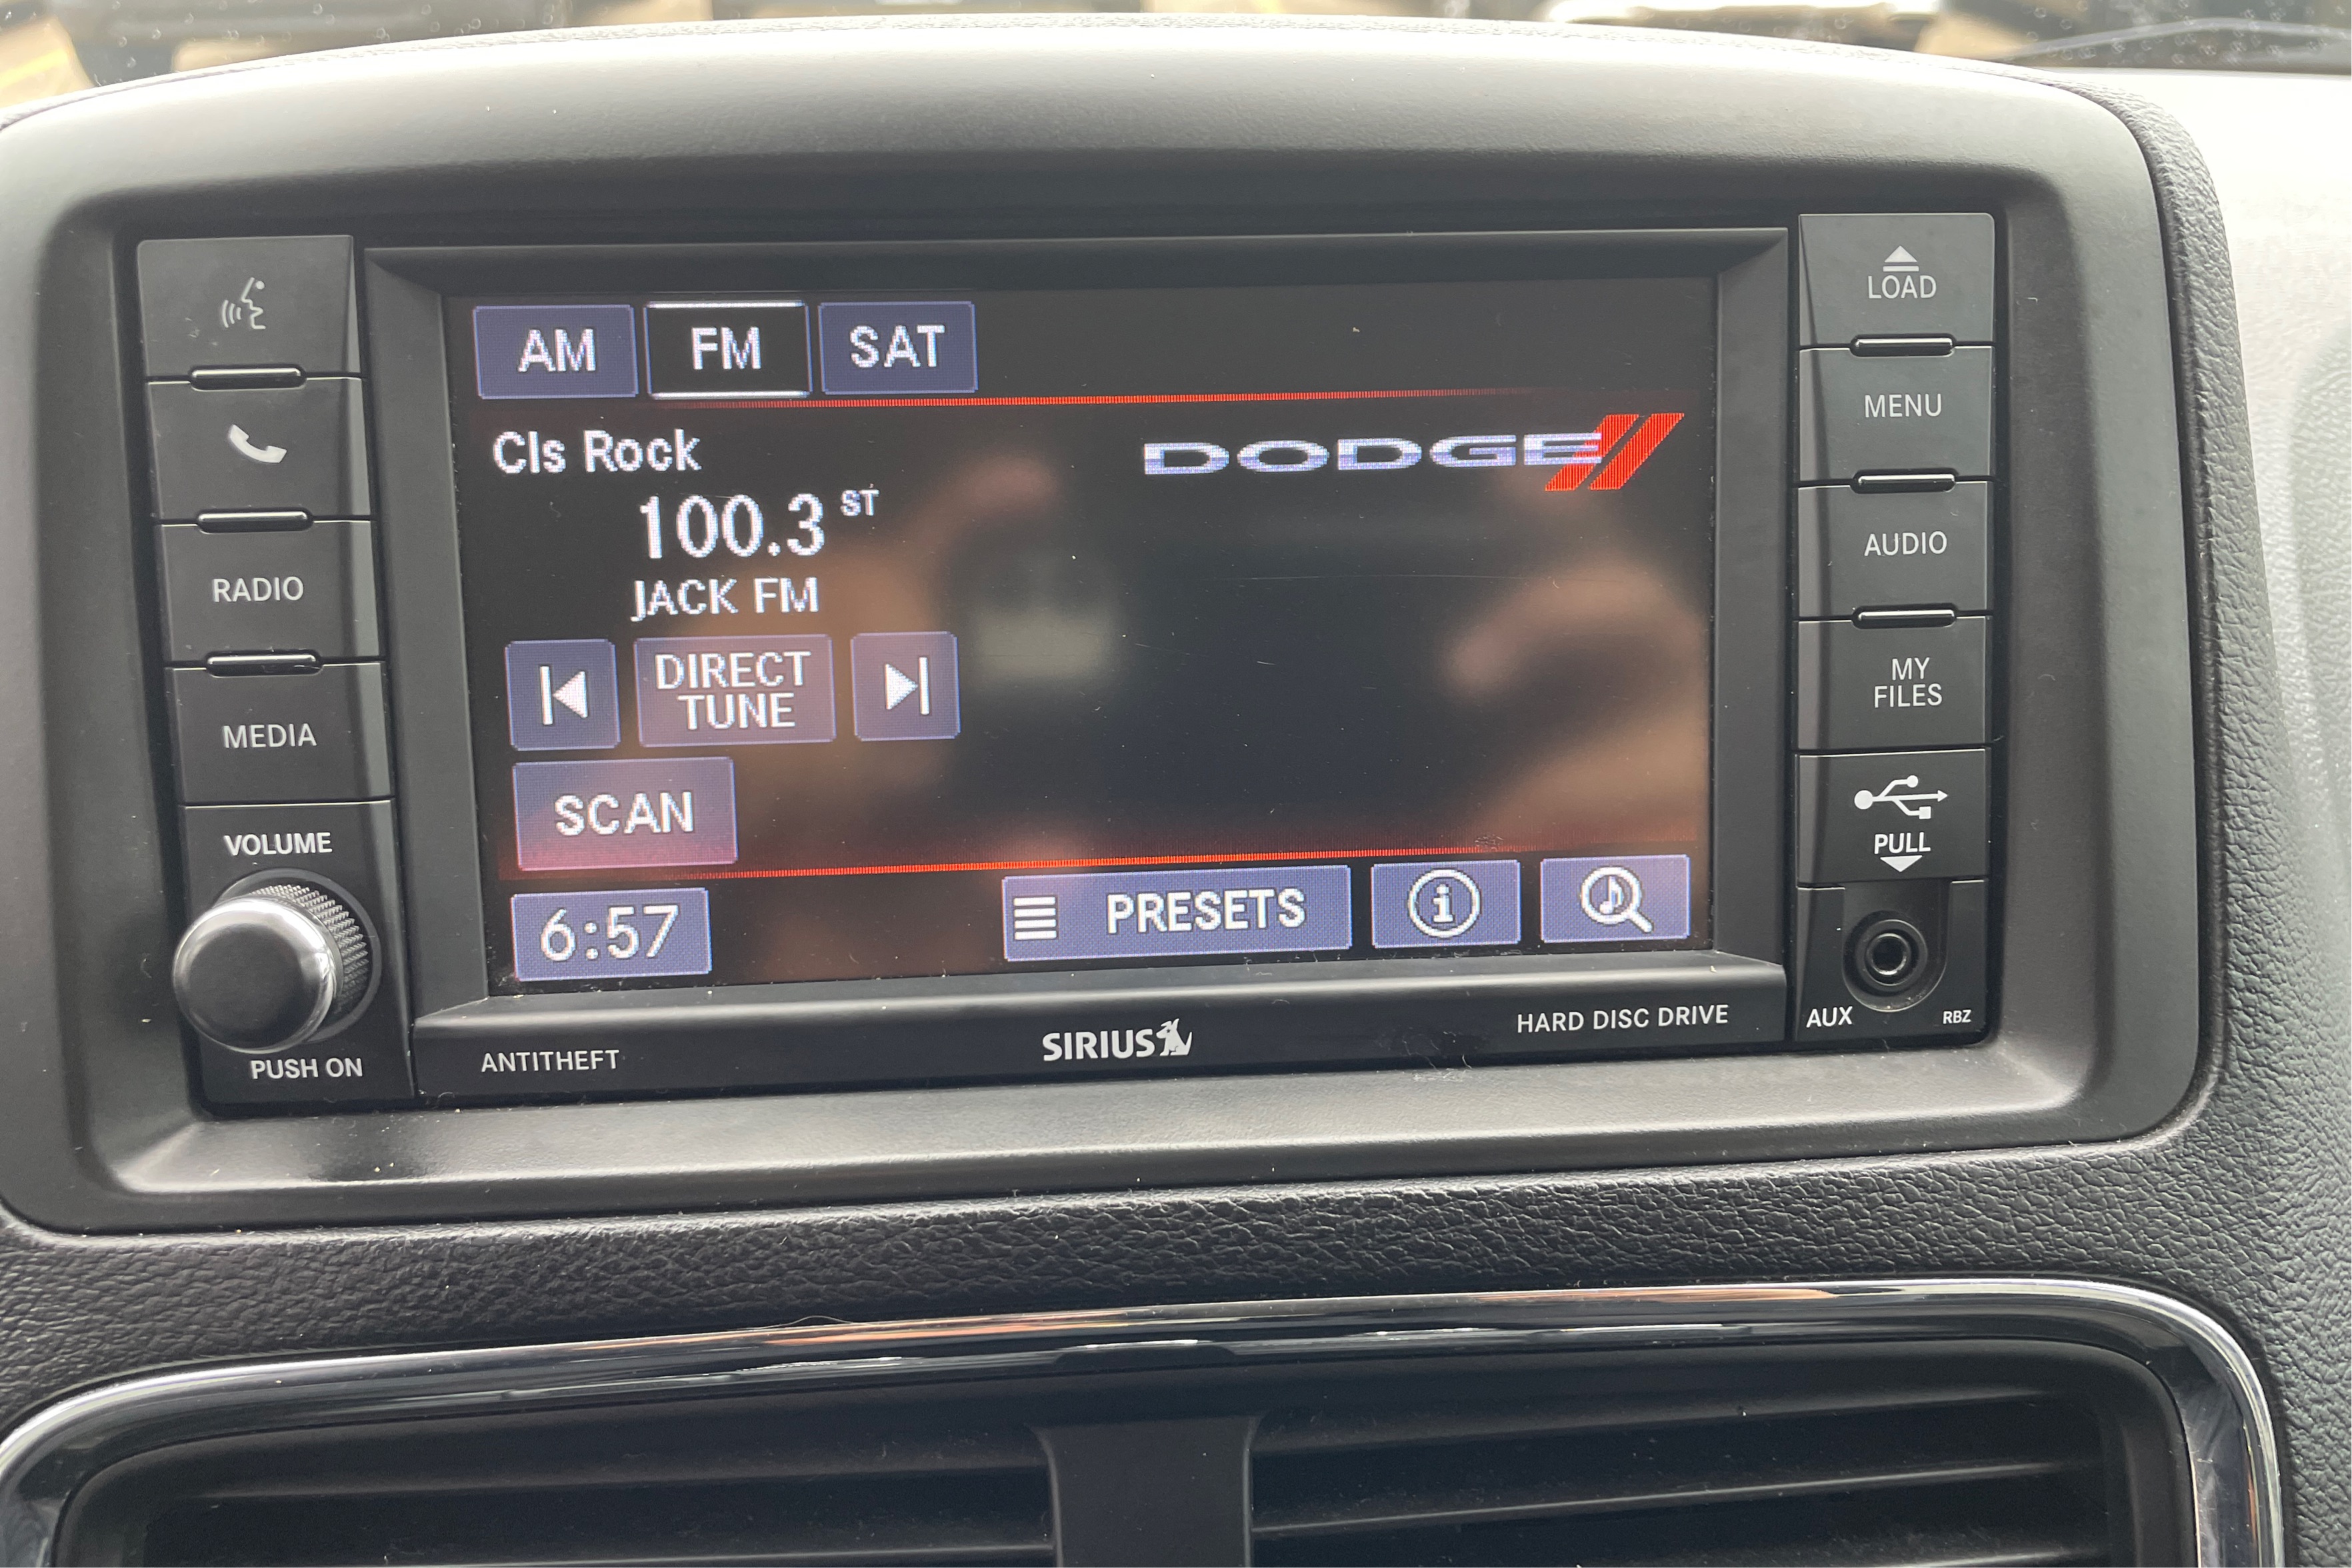 LOAD
MENU
AUDIO
MY
FILES
PULL
AUX
RBZ
RADIO
MEDIA
VOLUME
PUSH ON
AM
FM
SAT
Cls Rock
DODGE
100.3 ST
JACK FM
DIRECT
TUNE
SCAN
6:57
PRESETS
ANTITHEFT
SIRIUS
HARD DISC DRIVE